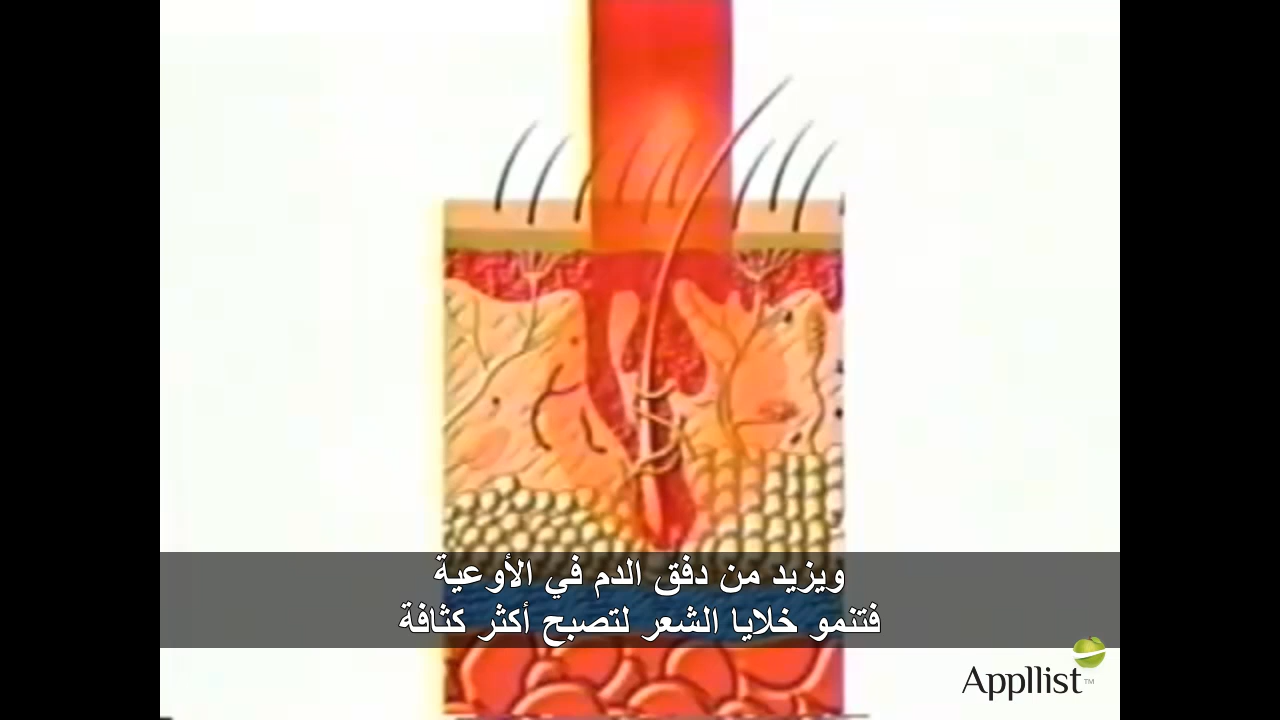 ويزيد من دفق الدم في الأوعية
فتنمو خلايا الشعر لتصبح أكثر كثافة
Appllist™